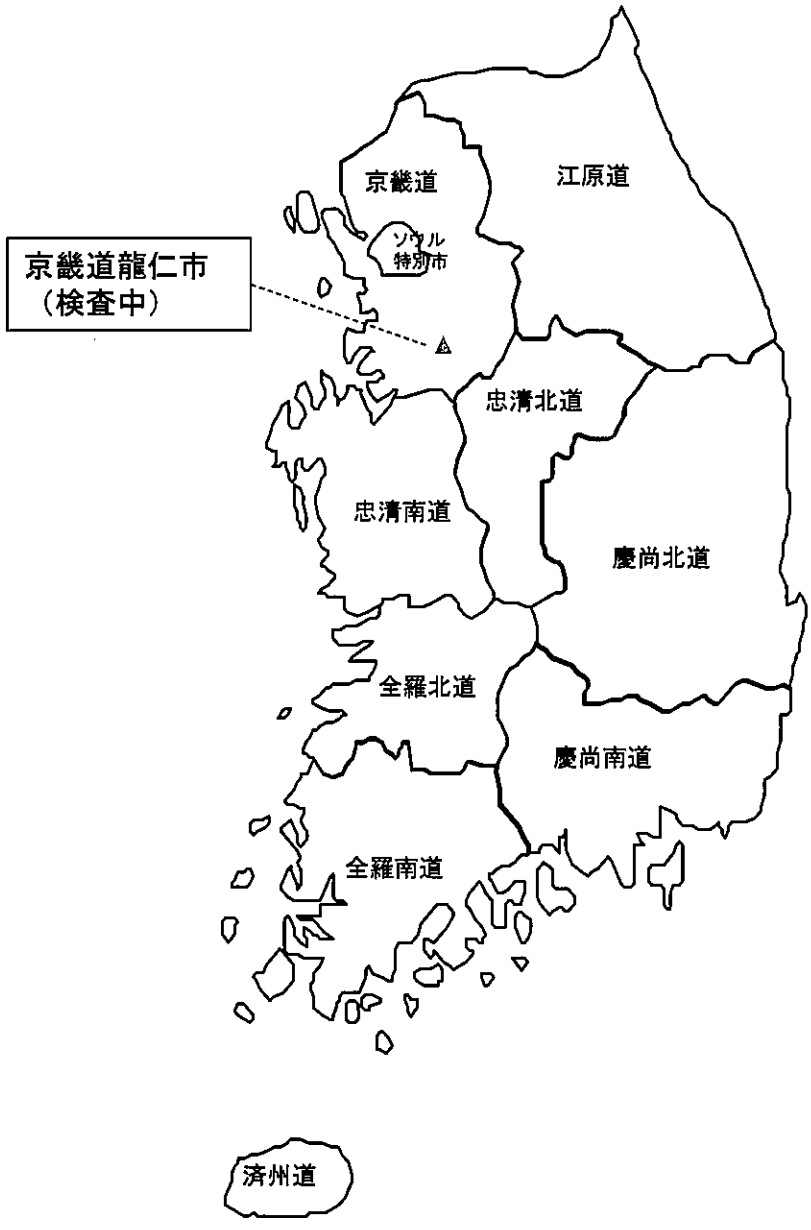 京畿道
江原道
ソウル
特別市
京畿道龍仁市
（検査中）
忠清北道
忠清南道
慶尚北道
全羅北道
慶尚南道
全羅南道
済州道